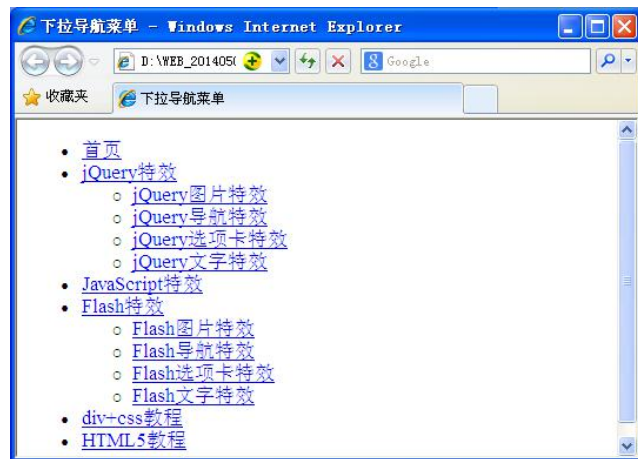 下拉导航菜单 - Windows Internet Explorer
D:\WEB_201405(
Google
收藏夹
下拉导航菜单
首页
jQuery特效
jQuery图片特效
jQuery导航特效
jQuery选项卡特效
jQuery文字特效
JavaScript特效
Flash特效
Flash图片特效
Flash导航特效
Flash选项卡特效
Flash文字特效
div+css教程
HTML5教程